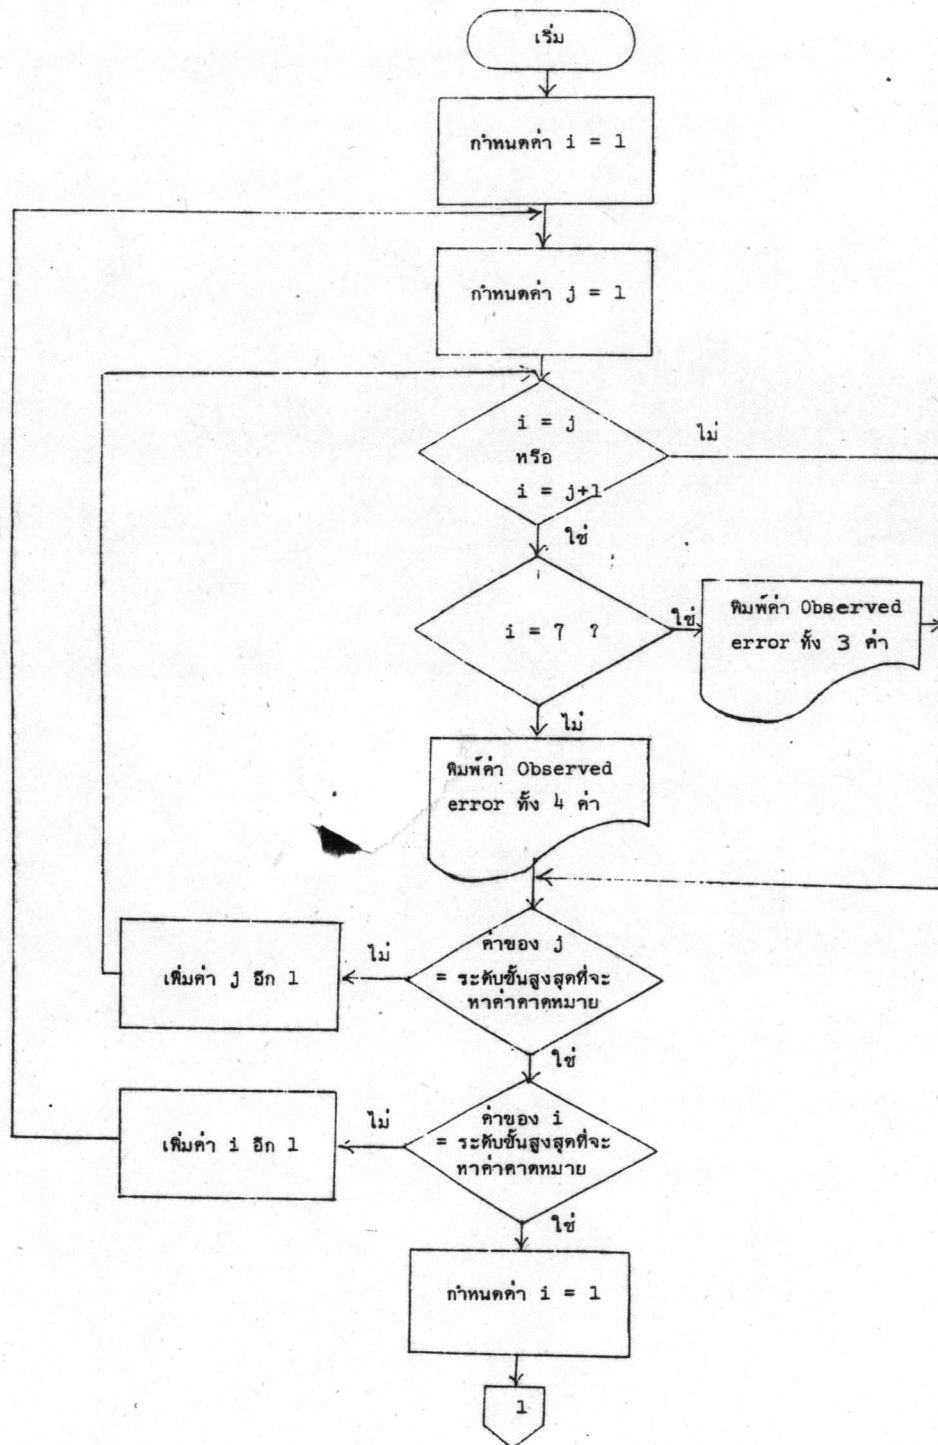 เริ่ม
กำหนดค่า i = 1
กำหนดค่า j = 1
i = j
หรือ
i = j+1
ไม่
ใช่
i = 7 ?
ใช่
พิมพ์ค่า Observed
error ทั้ง 3 ค่า
ไม่
พิมพ์ค่า Observed
error ทั้ง 4 ค่า
ค่าของ j
= ระดับชั้นสูงสุดที่จะ
หาค่าคาดหมาย
ไม่
เพิ่มค่า j อีก 1
ใช่
ค่าของ i
= ระดับชั้นสูงสุดที่จะ
หาค่าคาดหมาย
ไม่
เพิ่มค่า i อีก 1
ใช่
กำหนดค่า i = 1
1